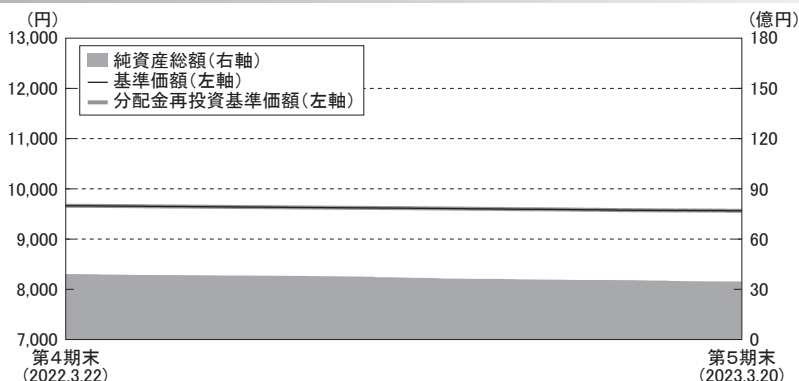 (円)
(億円)
13,000
180
純資産総額(右軸)
基準価額(左軸)
分配金再投資基準価額(左軸)
12,000
150
11,000
120
10,000
90
9,000
60
8,000
30
7,000
0
第4期末
(2022.3.22)
第5期末
(2023.3.20)